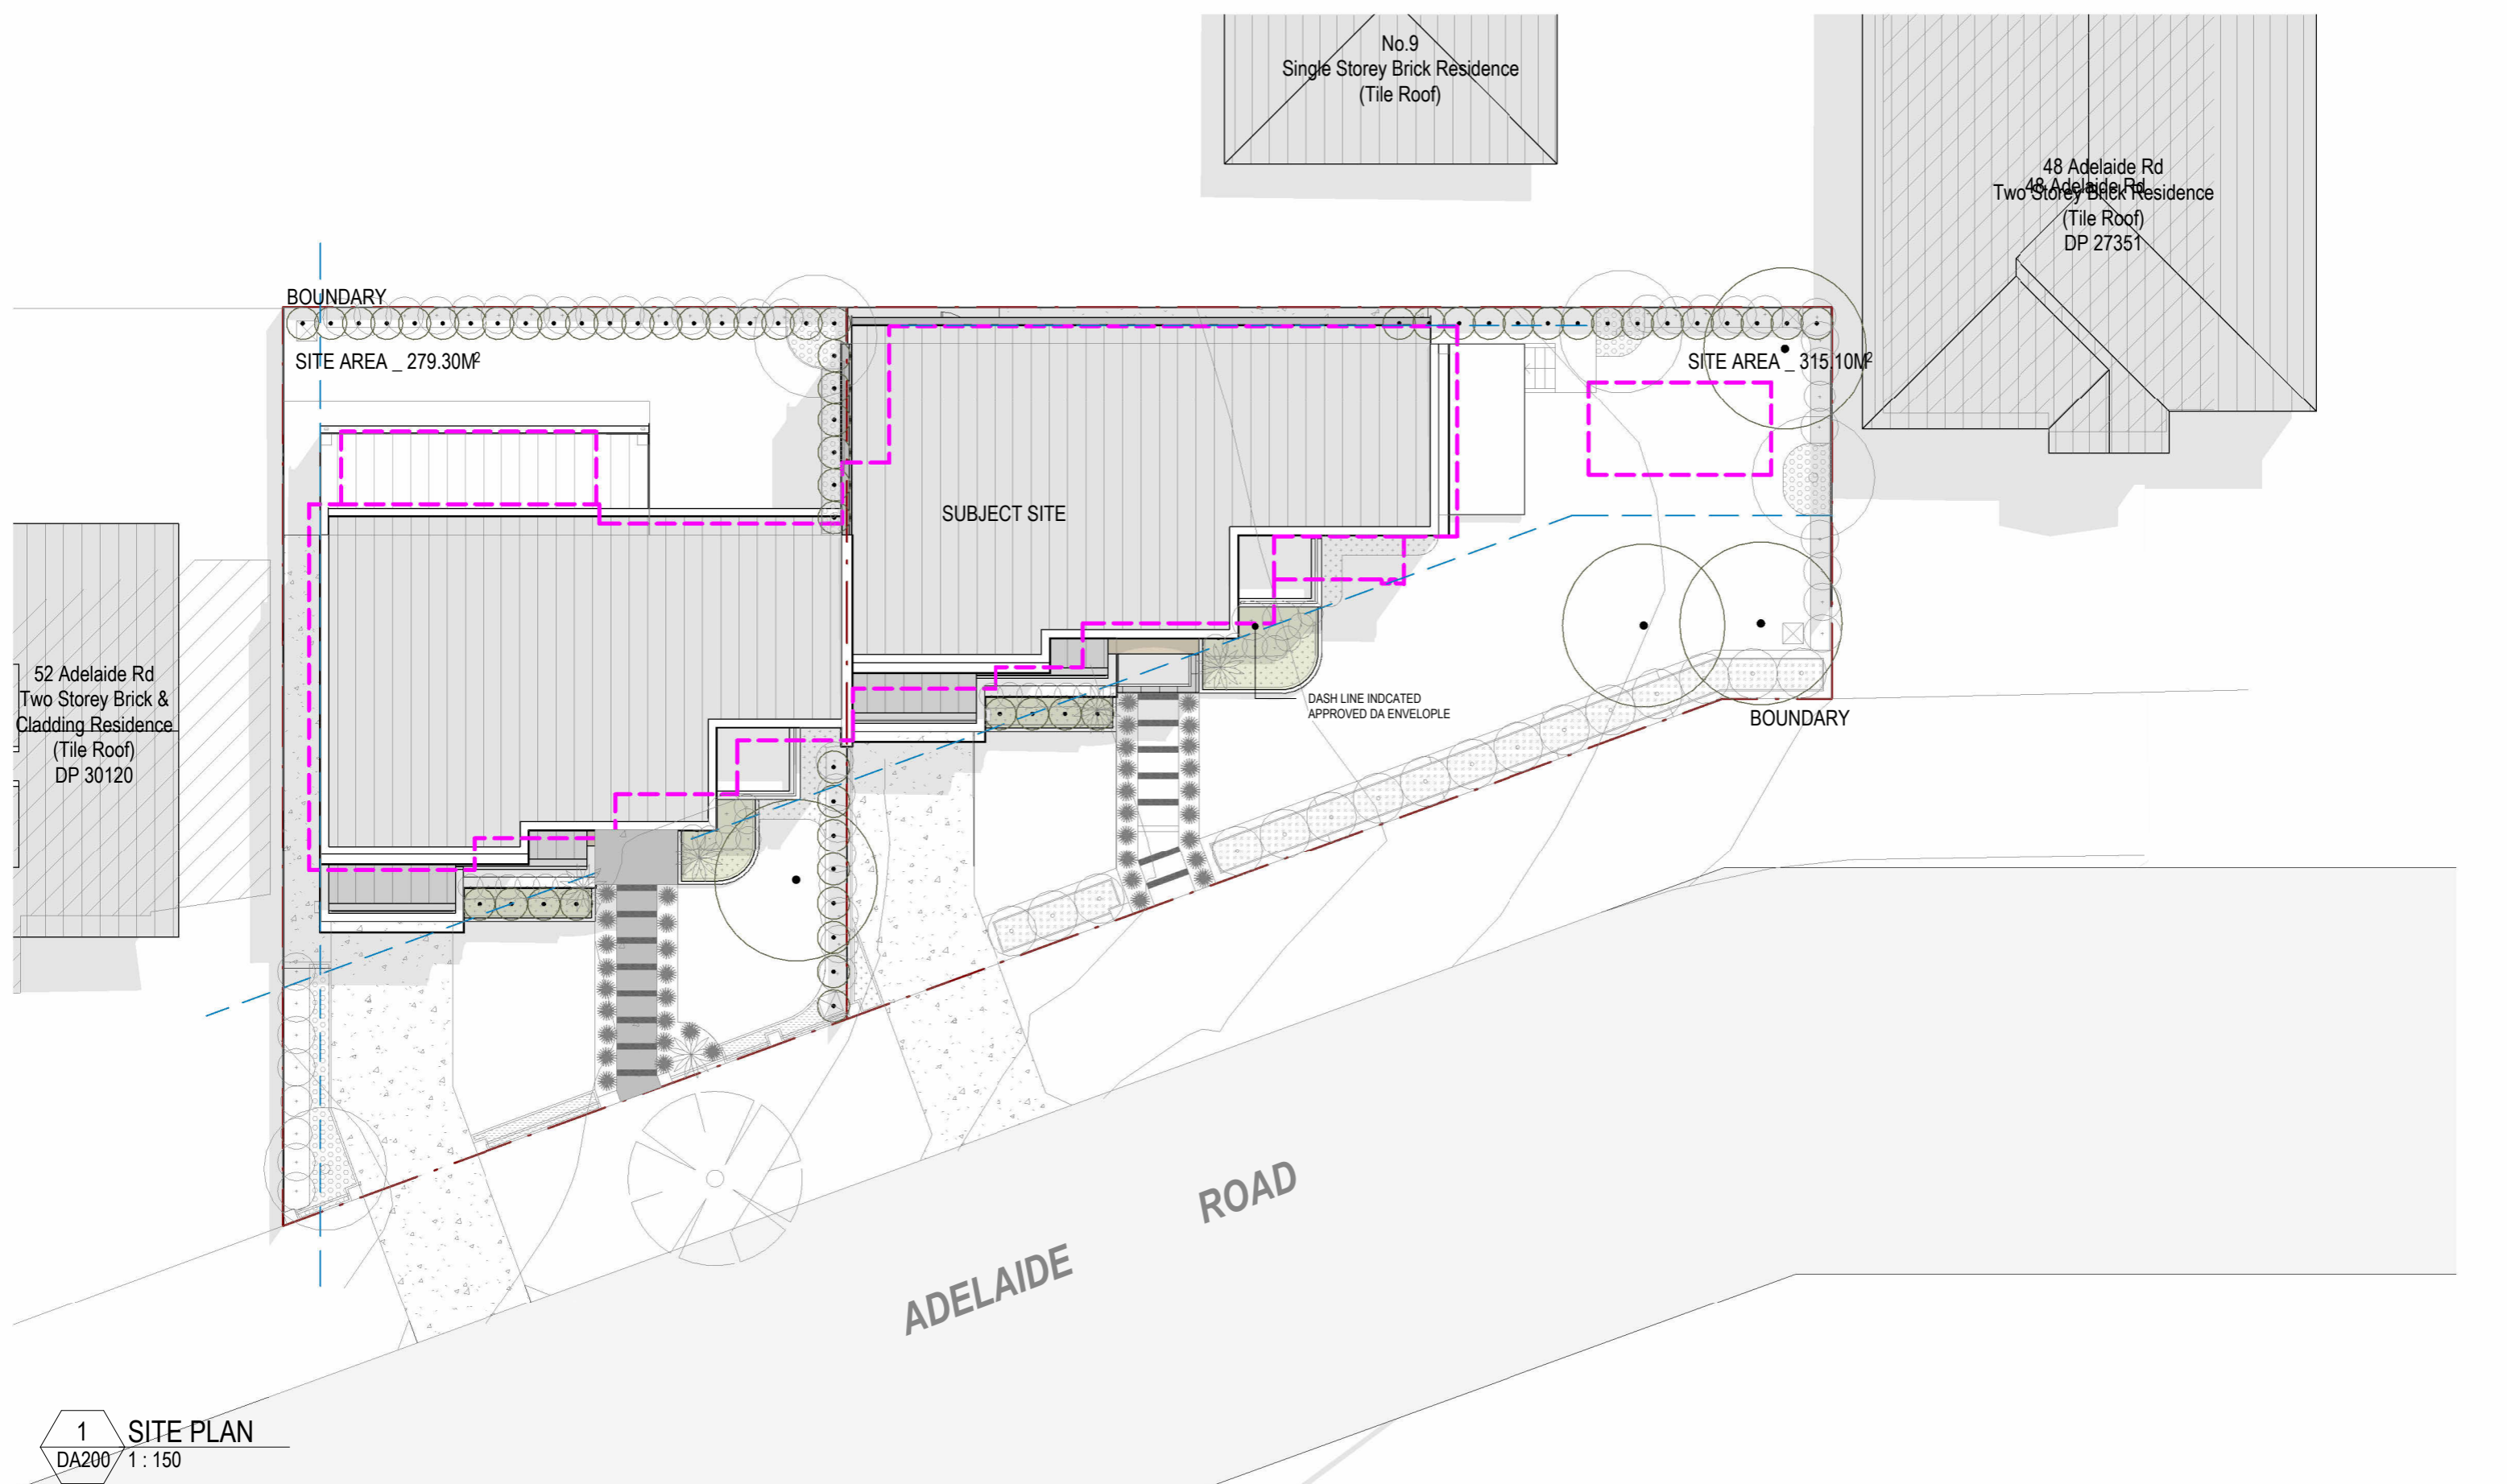 No.9
Single Storey Brick Residence
(Tile Roof)
48 Adelaide Rd
48 Adelaide Rd
Two Storey Brick Residence
(Tile Roof)
DP 27351
BOUNDARY
SITE AREA _ 279.30M²
SITE AREA _ 315.10M²
SUBJECT SITE
52 Adelaide Rd
Two Storey Brick &
Cladding Residence
(Tile Roof)
DP 30120
DASH LINE INDCATED
APPROVED DA ENVELOPLE
BOUNDARY
ADELAIDE ROAD
1
DA200
SITE PLAN
1 : 150